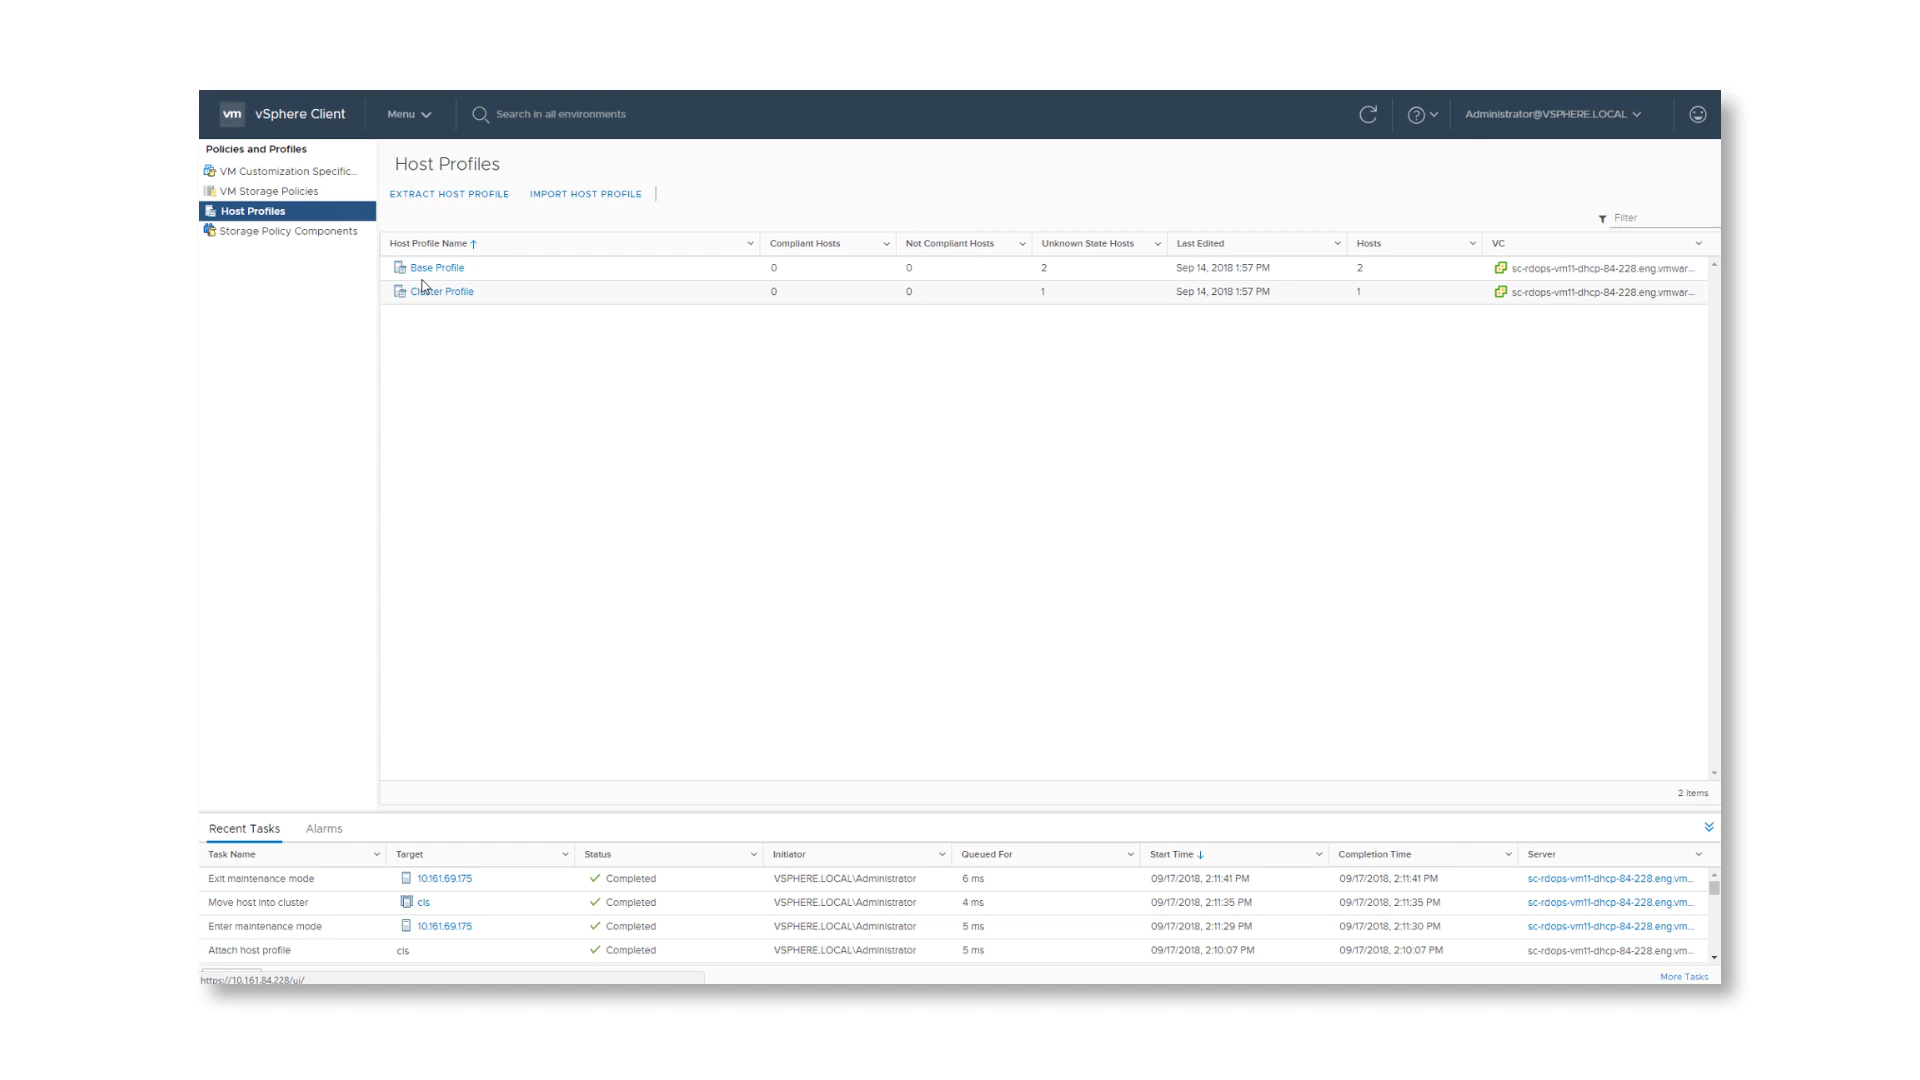 vm vSphere Client Menu Search in all environments Administrator@VSPHERE.LOCAL
Policies and Profiles
VM Customization Specific...
VM Storage Policies
Host Profiles
Storage Policy Components
Host Profiles
EXTRACT HOST PROFILE IMPORT HOST PROFILE
Filter
Host Profile Name Compliant Hosts Not Compliant Hosts Unknown State Hosts Last Edited Hosts VC
Base Profile 0 0 2 Sep 14, 2018 1:57 PM 2 sc-rdops-vm11-dhcp-84-228.eng.vmwar...
Cluster Profile 0 0 1 Sep 14, 2018 1:57 PM 1 sc-rdops-vm11-dhcp-84-228.eng.vmwar...
2 items
Recent Tasks Alarms
Task Name Target Status Initiator Queued For Start Time Completion Time Server
Exit maintenance mode 10.161.69.175 Completed VSPHERE.LOCAL\Administrator 6 ms 09/17/2018, 2:11:41 PM 09/17/2018, 2:11:41 PM sc-rdops-vm11-dhcp-84-228.eng.vm...
Move host into cluster cls Completed VSPHERE.LOCAL\Administrator 4 ms 09/17/2018, 2:11:35 PM 09/17/2018, 2:11:35 PM sc-rdops-vm11-dhcp-84-228.eng.vm...
Enter maintenance mode 10.161.69.175 Completed VSPHERE.LOCAL\Administrator 5 ms 09/17/2018, 2:11:29 PM 09/17/2018, 2:11:30 PM sc-rdops-vm11-dhcp-84-228.eng.vm...
Attach host profile cls Completed VSPHERE.LOCAL\Administrator 5 ms 09/17/2018, 2:10:07 PM 09/17/2018, 2:10:07 PM sc-rdops-vm11-dhcp-84-228.eng.vm...
More Tasks
https://10.161.84.228/ui/